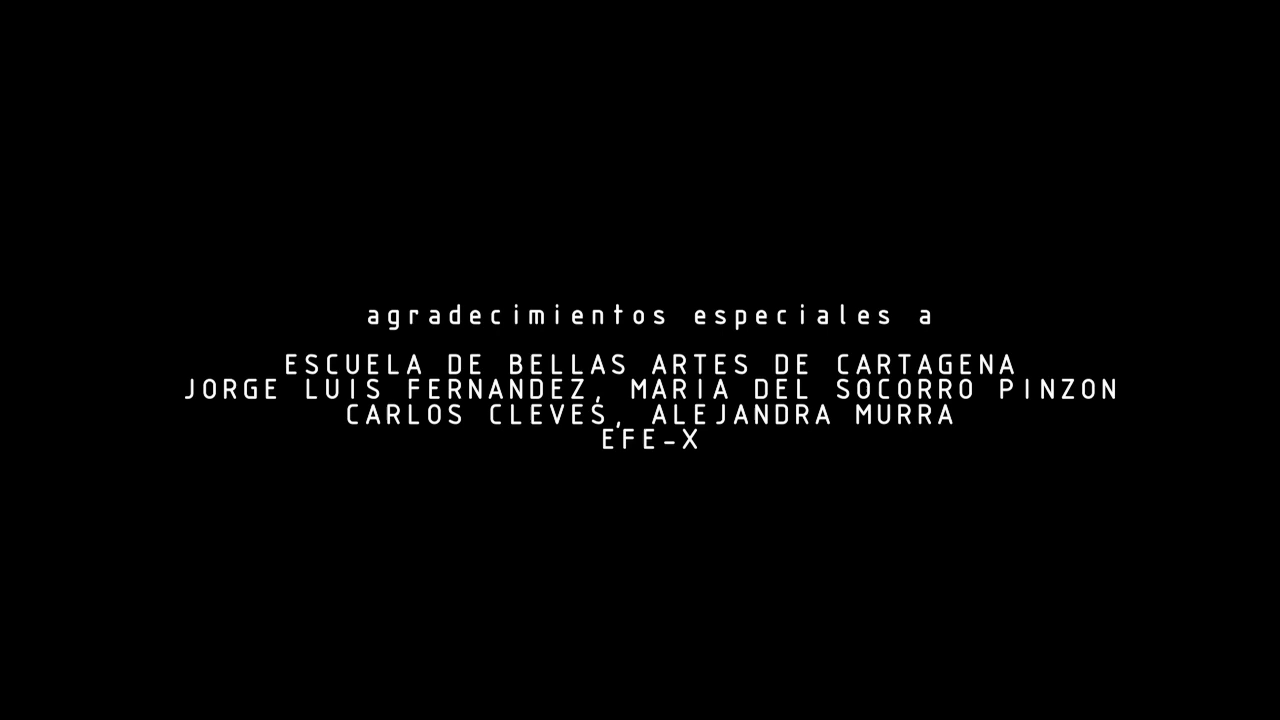 agradecimientos especiales a
ESCUELA DE BELLAS ARTES DE CARTAGENA
JORGE LUIS FERNANDEZ, MARIA DEL SOCORRO PINZON
CARLOS CLEVES, ALEJANDRA MURRA
EFE-X